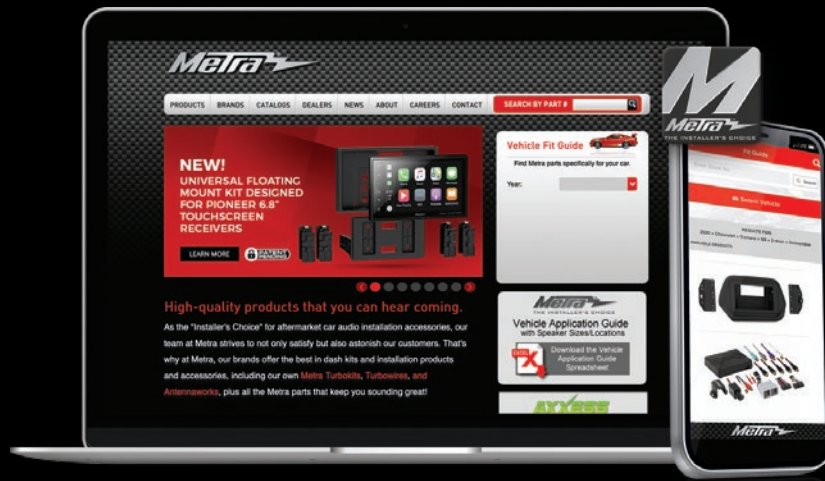 Metra
PRODUCTS BRANDS CATALOGS DEALERS NEWS ABOUT CAREERS CONTACT SEARCH BY PART #
NEW!
UNIVERSAL FLOATING
MOUNT KIT DESIGNED
FOR PIONEER 6.8"
TOUCHSCREEN
RECEIVERS
LEARN MORE
PATENT
PENDING
Vehicle Fit Guide
Find Metra parts specifically for your car.
Year:
High-quality products that you can hear coming.
As the "Installer's Choice" for aftermarket car audio installation accessories, our
team at Metra strives to not only satisfy but also astonish our customers. That's
why at Metra, our brands offer the best in dash kits and installation products
and accessories, including our own Metra Turbokits, Turbowires, and
Antennaworks, plus all the Metra parts that keep you sounding great!
Metra
THE INSTALLER'S CHOICE
Vehicle Application Guide
with Speaker Sizes/Locations
EXCEL
X
Download the Vehicle
Application Guide
Spreadsheet
AXXESS
M
Metra
THE INSTALLER'S CHOICE
Fit Guide
Search
Select Vehicle
Metra